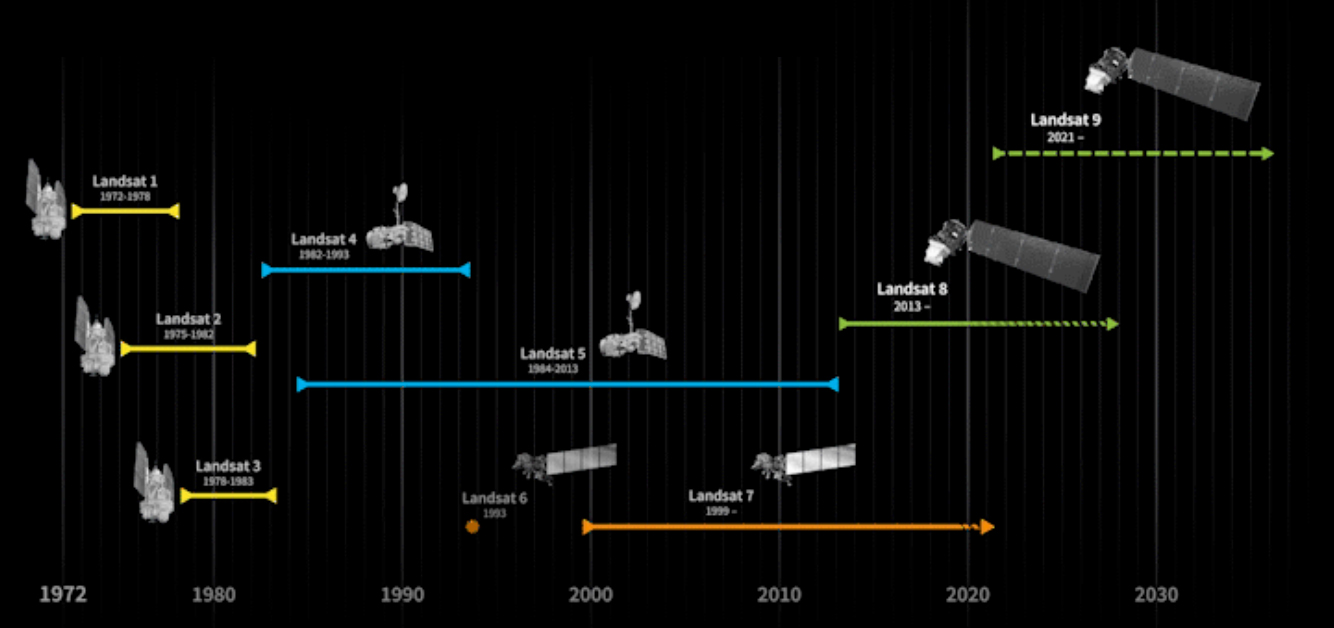 Landsat 9
2021 –
Landsat 1
1972-1978
Landsat 4
1982-1993
Landsat 8
2013 –
Landsat 2
1975-1982
Landsat 5
1984-2013
Landsat 3
1978-1983
Landsat 6
1993
Landsat 7
1999 –
1972 1980 1990 2000 2010 2020 2030